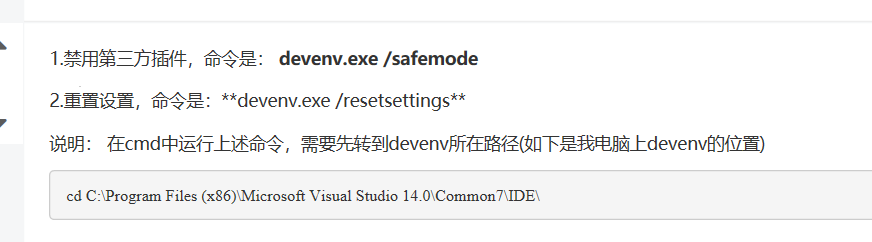 1.禁用第三方插件，命令是： devenv.exe /safemode
2.重置设置，命令是：**devenv.exe /resetsettings**
说明： 在cmd中运行上述命令，需要先转到devenv所在路径(如下是我电脑上devenv的位置)
cd C:\Program Files (x86)\Microsoft Visual Studio 14.0\Common7\IDE\